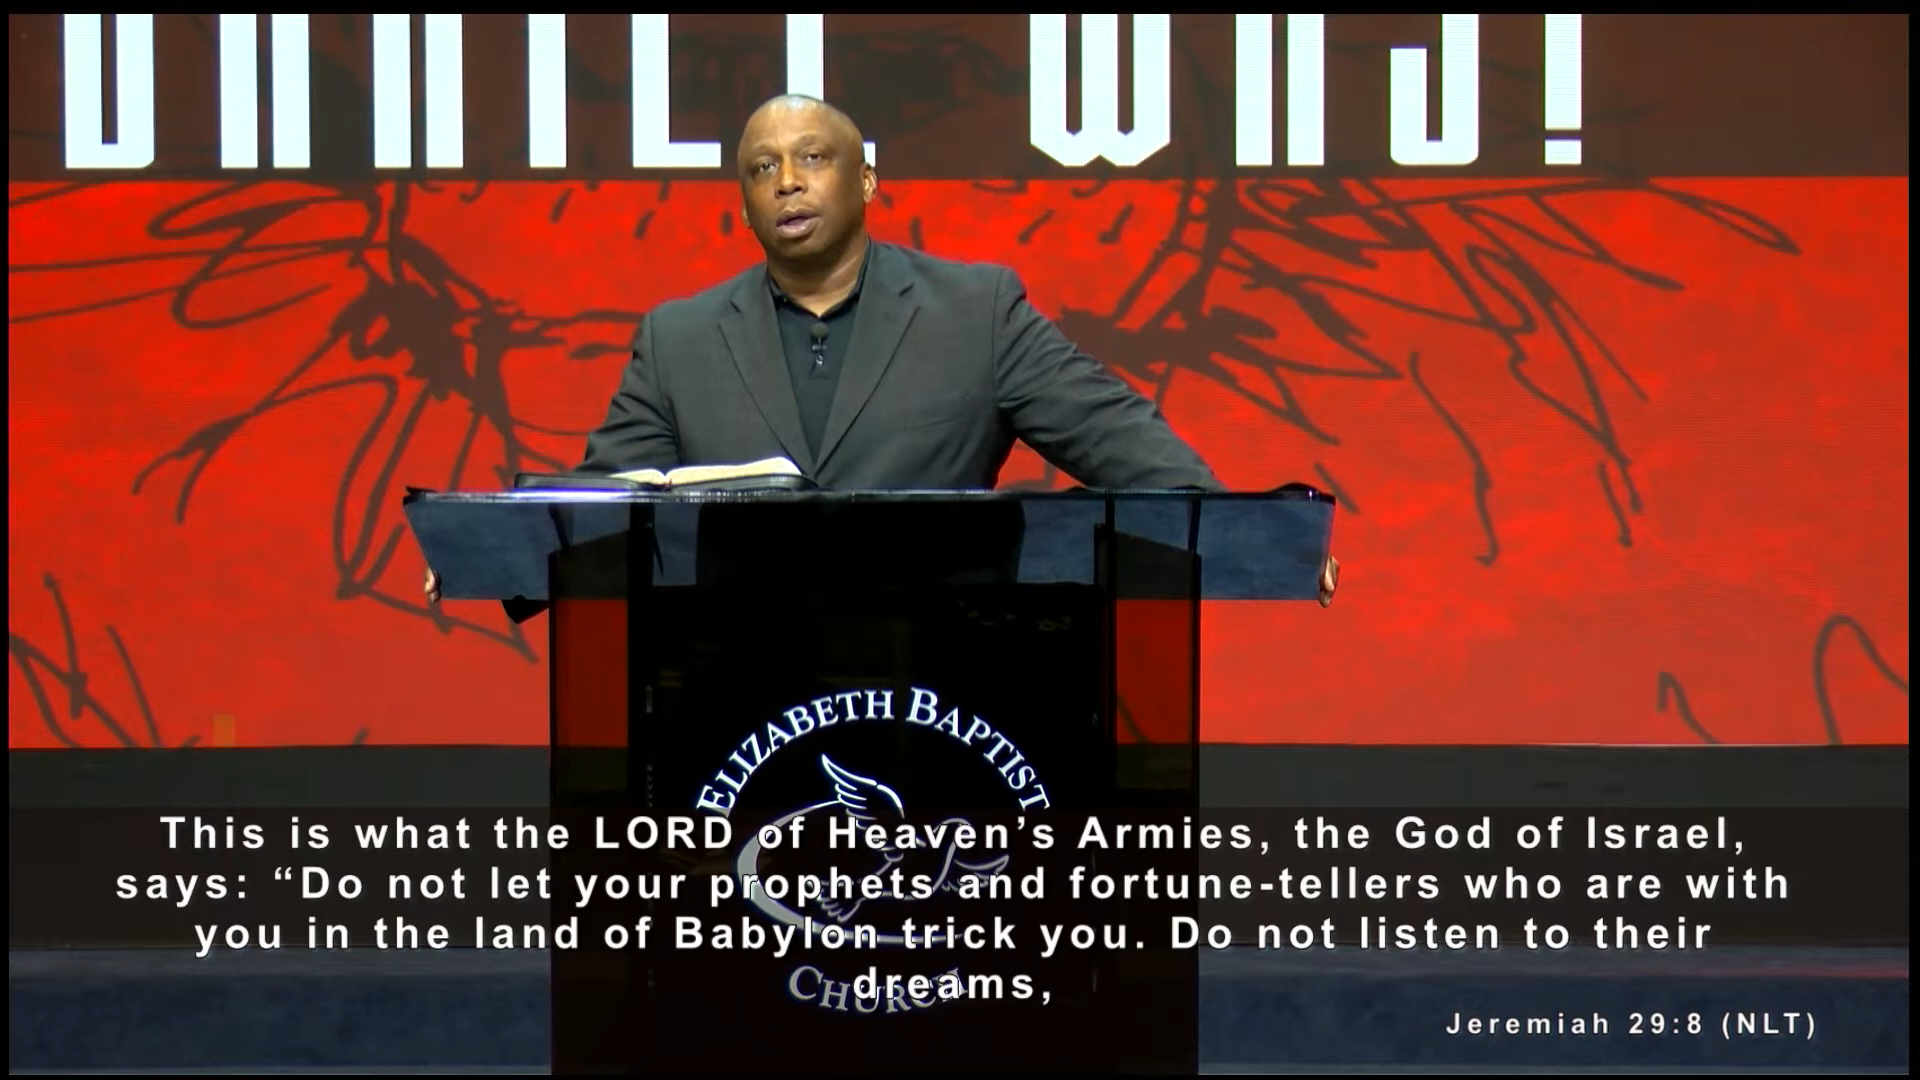 ELIZABETH BAPTIST
CHURCH
This is what the LORD of Heaven’s Armies, the God of Israel,
says: “Do not let your prophets and fortune-tellers who are with
you in the land of Babylon trick you. Do not listen to their
dreams,
Jeremiah 29:8 (NLT)